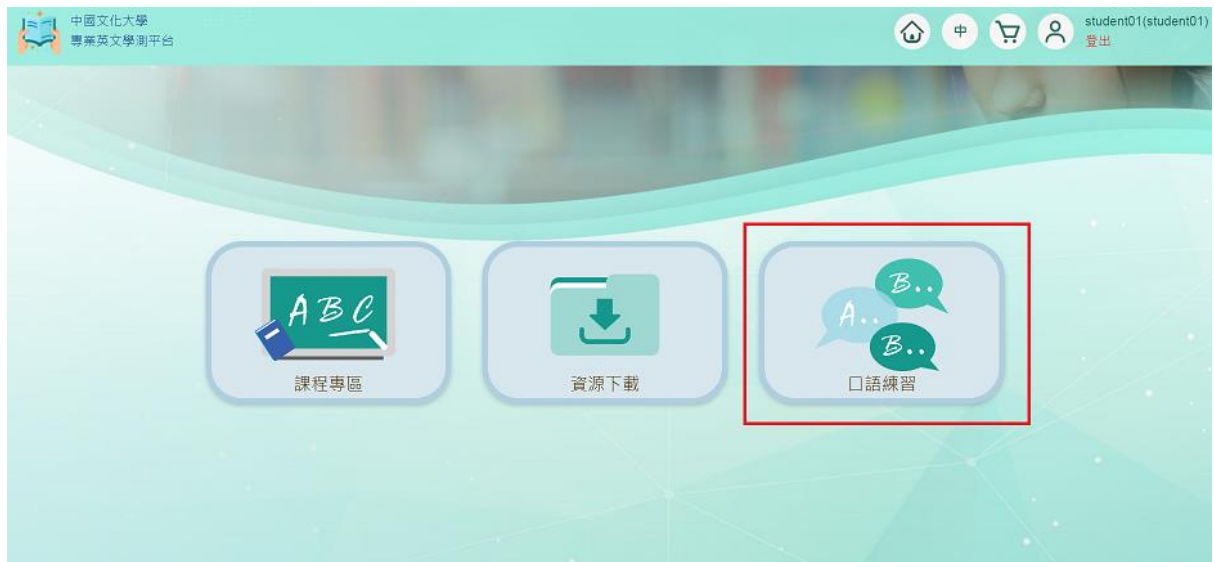 中國文化大學
專業英文學測平台
中
student01(student01)
登出
A B C
課程專區
資源下載
B..
A..
B..
口語練習